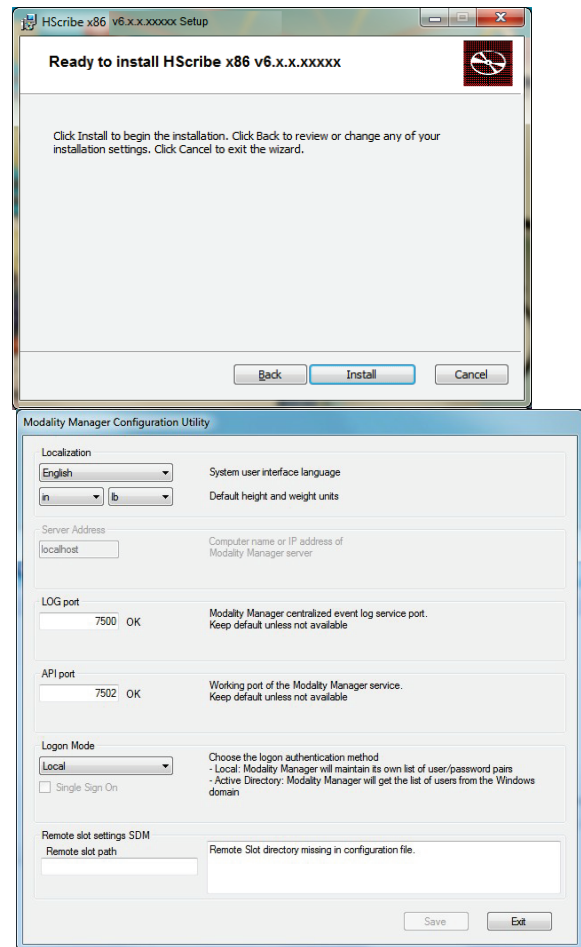 HScribe x86 v6.x.x.xxxxx Setup
Ready to install HScribe x86 v6.x.x.xxxxx
Click Install to begin the installation. Click Back to review or change any of your
installation settings. Click Cancel to exit the wizard.
Back Install Cancel
Modality Manager Configuration Utility
Localization
English System user interface language
in lb Default height and weight units
Server Address
localhost Computer name or IP address of
Modality Manager server
LOG port
7500 OK Modality Manager centralized event log service port.
Keep default unless not available
API port
7502 OK Working port of the Modality Manager service.
Keep default unless not available
Logon Mode
Local Choose the logon authentication method
- Local: Modality Manager will maintain its own list of user/password pairs
Single Sign On - Active Directory: Modality Manager will get the list of users from the Windows
domain
Remote slot settings SDM
Remote slot path Remote Slot directory missing in configuration file.
Save Exit